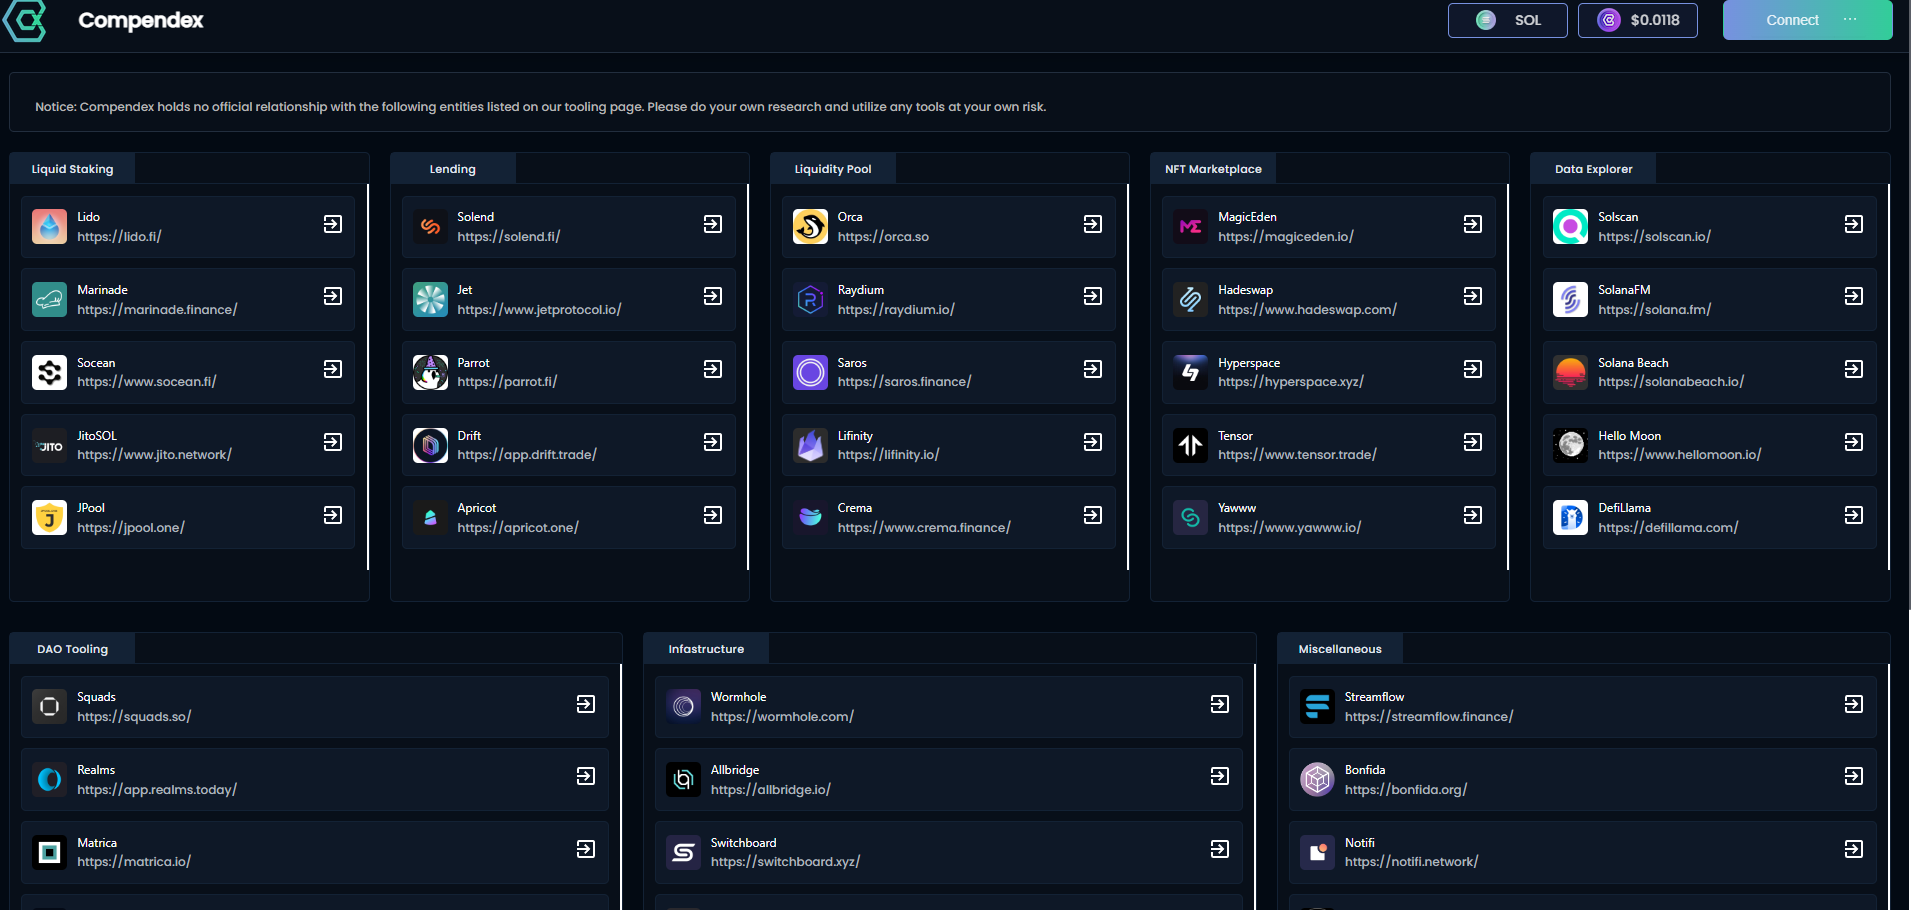 Compendex
SOL
$0.0118
Connect ...
Notice: Compendex holds no official relationship with the following entities listed on our tooling page. Please do your own research and utilize any tools at your own risk.
Liquid Staking
Lido
https://lido.fi/
Marinade
https://marinade.finance/
Socean
https://www.socean.fi/
JITO
JitoSOL
https://www.jito.network/
JPool
https://jpool.one/
Lending
Solend
https://solend.fi/
Jet
https://www.jetprotocol.io/
Parrot
https://parrot.fi/
Drift
https://app.drift.trade/
Apricot
https://apricot.one/
Liquidity Pool
Orca
https://orca.so
Raydium
https://raydium.io/
Saros
https://saros.finance/
Lifinity
https://lifinity.io/
Crema
https://www.crema.finance/
NFT Marketplace
MagicEden
https://magiceden.io/
Hadeswap
https://www.hadeswap.com/
Hyperspace
https://hyperspace.xyz/
Tensor
https://www.tensor.trade/
Yawww
https://www.yawww.io/
Data Explorer
Solscan
https://solscan.io/
SolanaFM
https://solana.fm/
Solana Beach
https://solanabeach.io/
Hello Moon
https://www.hellomoon.io/
DefiLlama
https://defillama.com/
DAO Tooling
Squads
https://squads.so/
Realms
https://app.realms.today/
Matrica
https://matrica.io/
Infastructure
Wormhole
https://wormhole.com/
Allbridge
https://allbridge.io/
Switchboard
https://switchboard.xyz/
Miscellaneous
Streamflow
https://streamflow.finance/
Bonfida
https://bonfida.org/
Notifi
https://notifi.network/